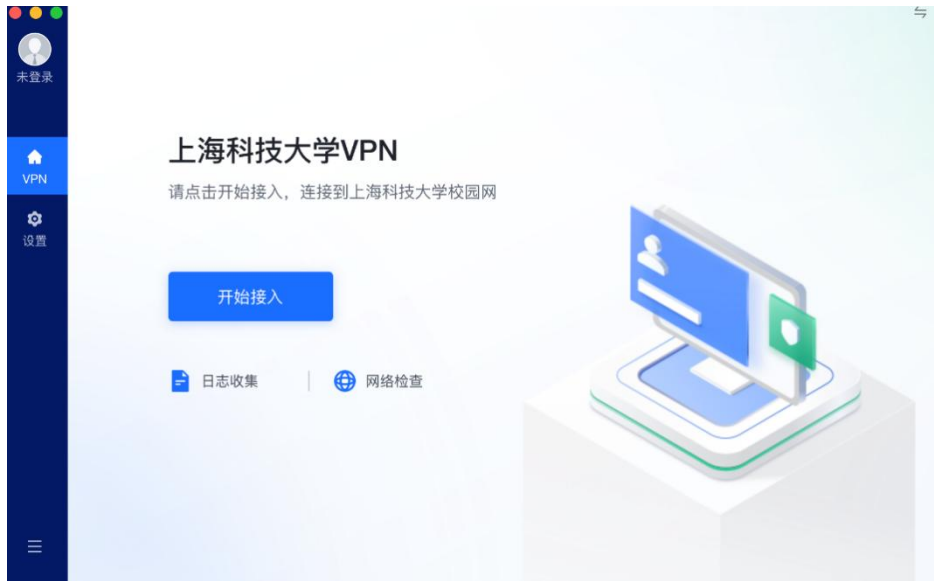 未登录
VPN
设置
上海科技大学VPN
请点击开始接入，连接到上海科技大学校园网
开始接入
日志收集
网络检查